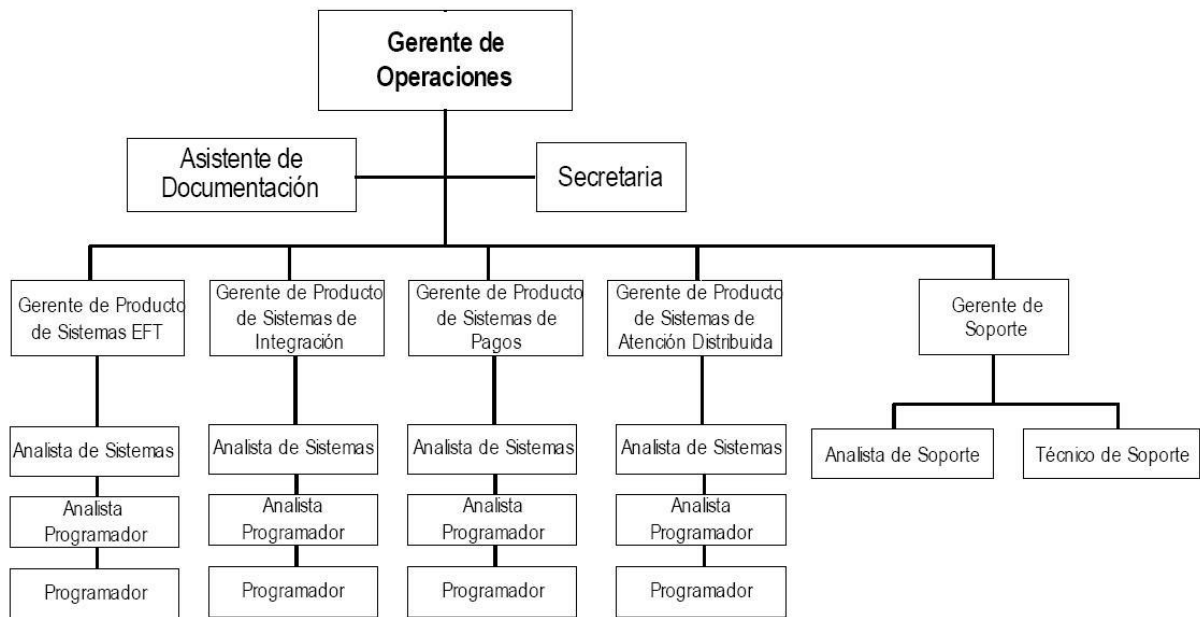 Gerente de
Operaciones
Asistente de
Documentación
Secretaria
Gerente de Producto
de Sistemas EFT
Gerente de Producto
de Sistemas de
Integración
Gerente de Producto
de Sistemas de
Pagos
Gerente de Producto
de Sistemas de
Atención Distribuida
Gerente de
Soporte
Analista de Sistemas
Analista de Sistemas
Analista de Sistemas
Analista de Sistemas
Analista de Soporte
Técnico de Soporte
Analista
Programador
Analista
Programador
Analista
Programador
Analista
Programador
Programador
Programador
Programador
Programador